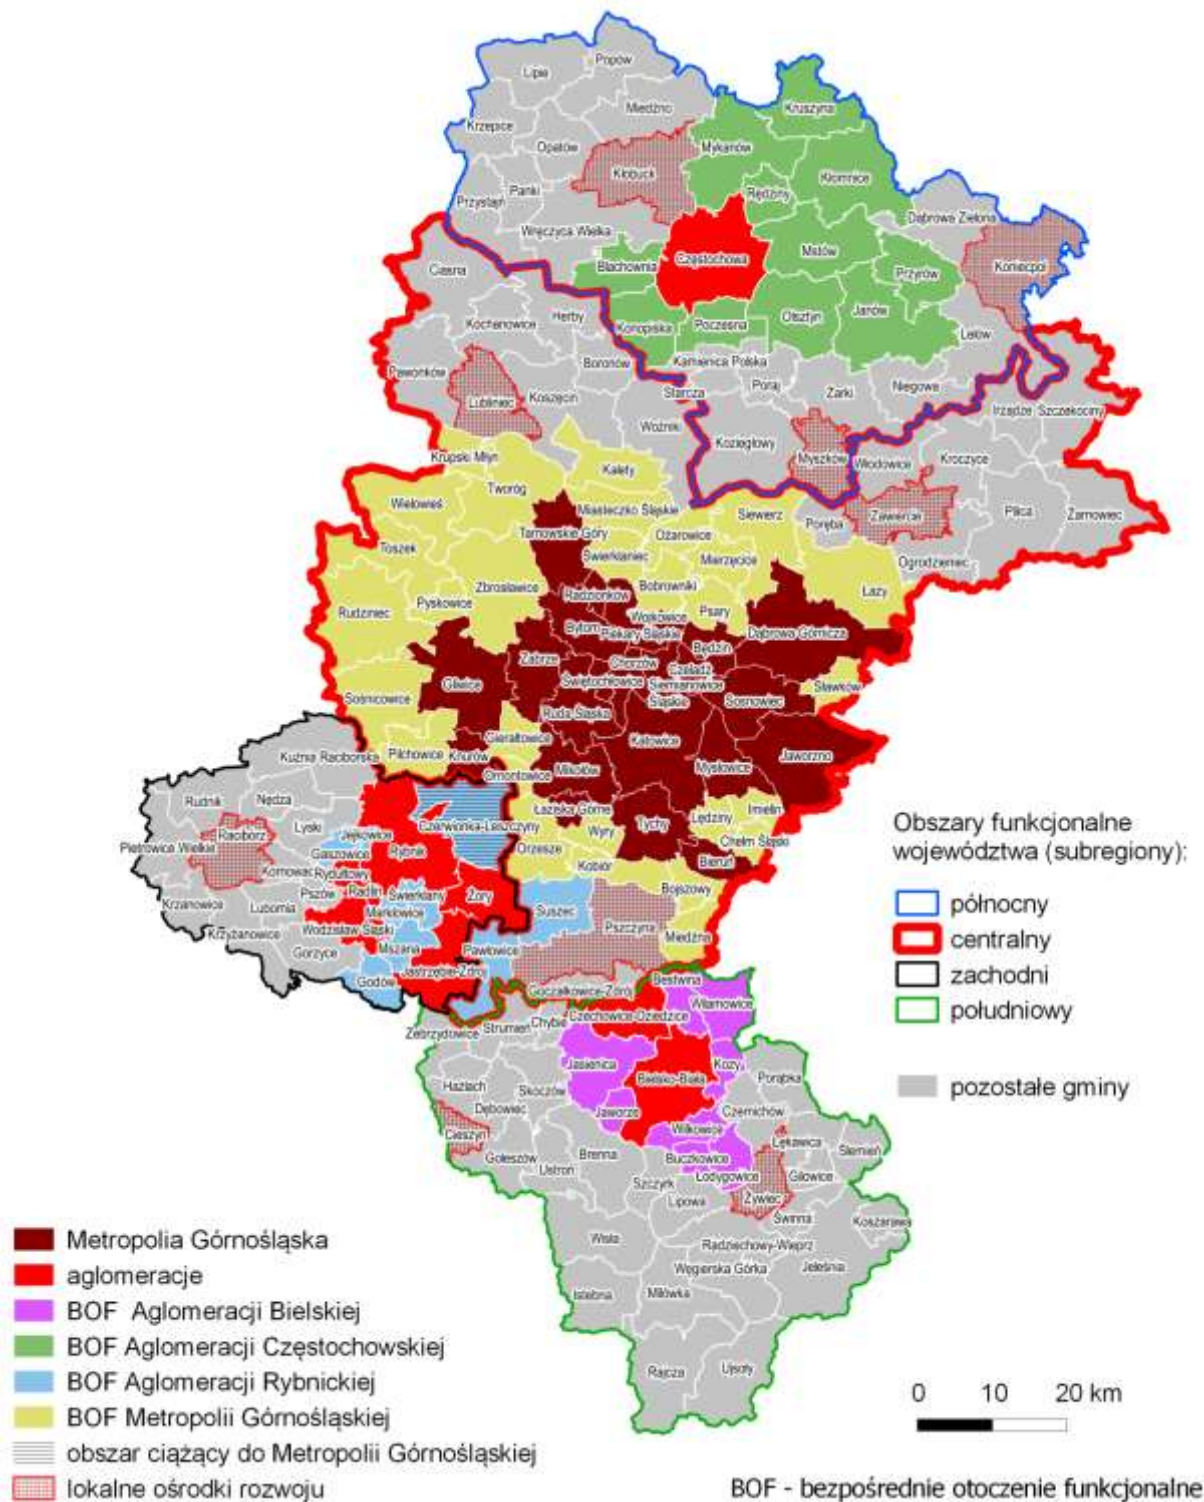 Popów
Lipie
Kruszyna
Miedźno
Krzepice
Opatów
Mykanów
Kłobuck
Kłomnice
Panki
Rędziny
Przystajń
Dąbrowa Zielona
Wręczyca Wielka
Mstów
Częstochowa
Koniecpol
Blachownia
Przyrów
Ciasna
Janów
Olsztyn
Herby
Kochanowice
Konopiska
Poczesna
Lelów
Boronów
Kamienica Polska
Pawonków
Poraj
Niegowa
Żarki
Starcza
Koszęcin
Lubliniec
Irządze
Szczekociny
Woźniki
Koziegłowy
Myszków
Włodowice
Kroczyce
Krupski Młyn
Kalety
Tworóg
Wielowieś
Miasteczko Śląskie
Siewierz
Zawiercie
Pilica
Żarnowiec
Poręba
Tarnowskie Góry
Ożarowice
Toszek
Świerklaniec
Mierzęcice
Ogrodzieniec
Zbrosławice
Bobrowniki
Łazy
Radzionków
Pyskowice
Rudziniec
Psary
Wojkowice
Bytom
Piekary Śląskie
Dąbrowa Górnicza
Będzin
Zabrze
Chorzów
Czeladź
Gliwice
Świętochłowice
Siemianowice
Śląskie
Sławków
Sośnicowice
Sosnowiec
Ruda Śląska
Gierałtowice
Katowice
Pilchowice
Knurów
Jaworzno
Kuźnia Raciborska
Mikołów
Mysłowice
Ornontowice
Nędza
Rudnik
Łaziska Górne
Imielin
Lędziny
Tychy
Lyski
Czerwionka-Leszczyny
Wyry
Racibórz
Jejkowice
Chełm Śląski
Pietrowice Wielkie
Rybnik
Orzesze
Gaszowice
Bieruń
Kobiór
Kornowac
Rydułtowy
Bojszowy
Pszów
Radlin
Świerklany
Żory
Krzanowice
Lubomia
Marklowice
Suszec
Pszczyna
Wodzisław Śląski
Krzyżanowice
Miedźna
Mszana
Gorzyce
Pawłowice
Jastrzębie-Zdrój
Godów
Bestwina
Goczałkowice-Zdrój
Wilamowice
Czechowice-Dziedzice
Chybie
Strumień
Zebrzydowice
Jasienica
Kozy
Bielsko-Biała
Porąbka
Hażlach
Skoczów
Dębowiec
Jaworze
Czernichów
Wilkowice
Cieszyn
Łękawica
Ślemień
Goleszów
Brenna
Buczkowice
Ustroń
Łodygowice
Gilowice
Szczyrk
Żywiec
Lipowa
Świnna
Koszarawa
Wisła
Radziechowy-Wieprz
Węgierska Górka
Jeleśnia
Istebna
Milówka
Rajcza
Ujsoły
Obszary funkcjonalne
województwa (subregiony):
północny
centralny
zachodni
południowy
pozostałe gminy
Metropolia Górnośląska
aglomeracje
BOF Aglomeracji Bielskiej
BOF Aglomeracji Częstochowskiej
BOF Aglomeracji Rybnickiej
BOF Metropolii Górnośląskiej
obszar ciążący do Metropolii Górnośląskiej
lokalne ośrodki rozwoju
0 10 20 km
BOF - bezpośrednie otoczenie funkcjonalne